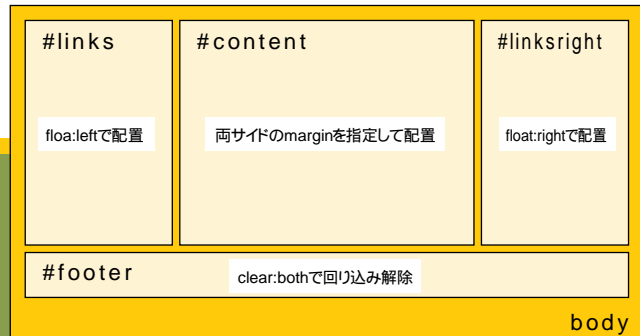 #links
#content
#linksright
floa:leftで配置
両サイドのmarginを指定して配置
float:rightで配置
#footer
clear:bothで回り込み解除
body